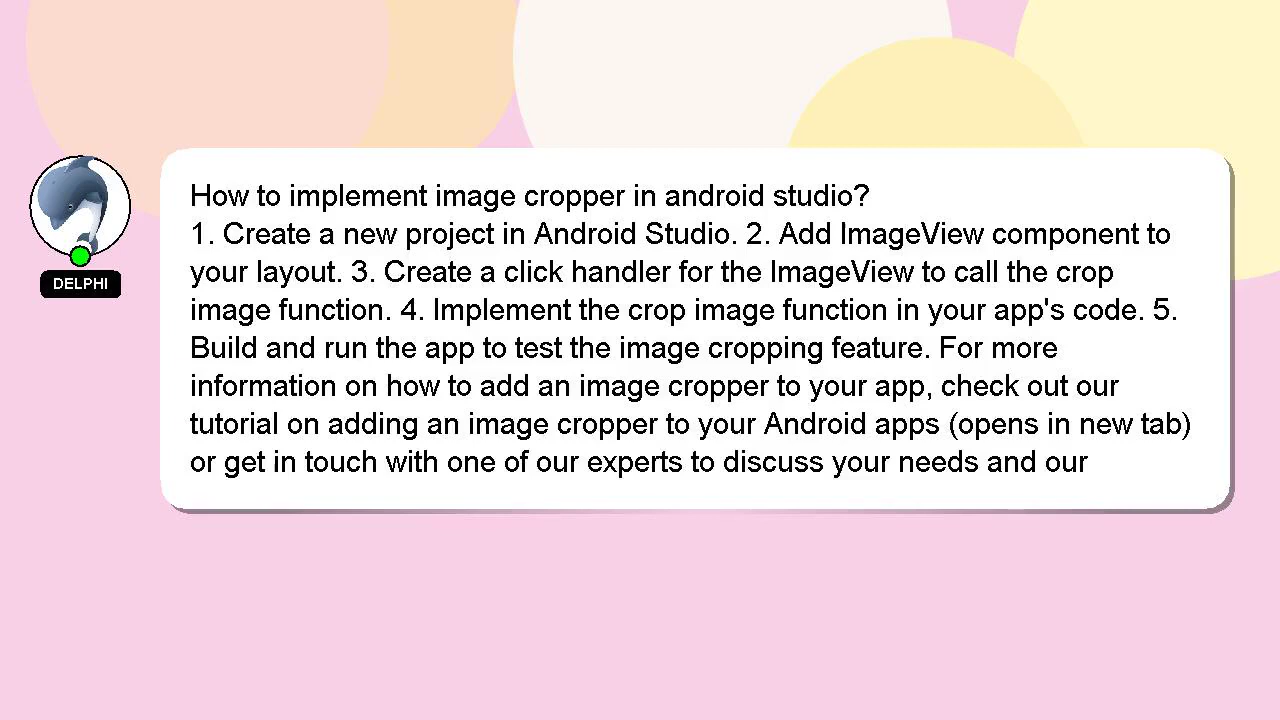 How to implement image cropper in android studio?
1. Create a new project in Android Studio. 2. Add ImageView component to
your layout. 3. Create a click handler for the ImageView to call the crop
image function. 4. Implement the crop image function in your app's code. 5.
Build and run the app to test the image cropping feature. For more
information on how to add an image cropper to your app, check out our
tutorial on adding an image cropper to your Android apps (opens in new tab)
or get in touch with one of our experts to discuss your needs and our
DELPHI